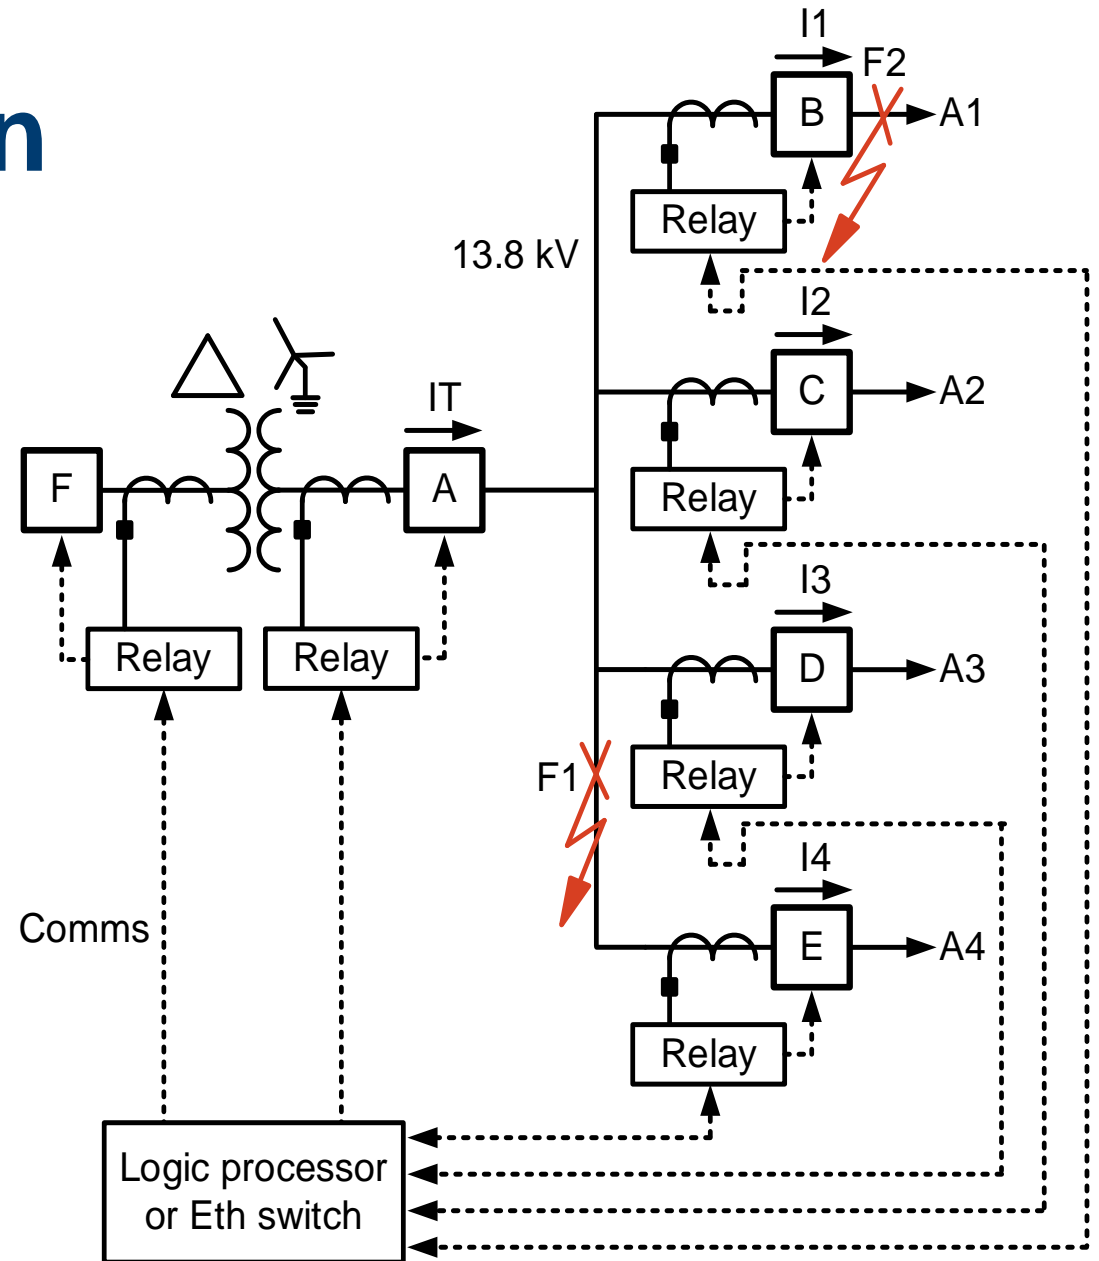 n
I1
F2
B
A1
Relay
13.8 kV
I2
C
A2
IT
F
A
Relay
I3
Relay
Relay
D
A3
F1
Relay
I4
Comms
E
A4
Relay
Logic processor
or Eth switch